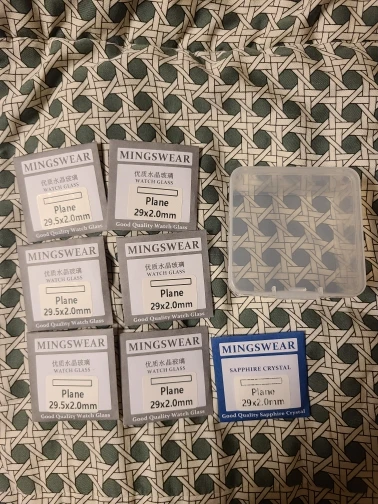 MINGSWEAR
优质水晶玻璃
WATCH GLASS
Plane
29.5x2.0mm
Good Quality Watch Glass
MINGSWEAR
优质水晶玻璃
WATCH GLASS
Plane
29x2.0mm
Good Quality Watch Glass
MINGSWEAR
优质水晶玻璃
WATCH GLASS
Plane
29.5x2.0mm
Good Quality Watch Glass
MINGSWEAR
优质水晶玻璃
WATCH GLASS
Plane
29x2.0mm
Good Quality Watch Glass
MINGSWEAR
优质水晶玻璃
WATCH GLASS
Plane
29.5x2.0mm
Good Quality Watch Glass
MINGSWEAR
优质水晶玻璃
WATCH GLASS
Plane
29x2.0mm
Good Quality Watch Glass
MINGSWEAR
SAPPHIRE CRYSTAL
Plane
29x2.0mm
Good Quality Sapphire Crystal